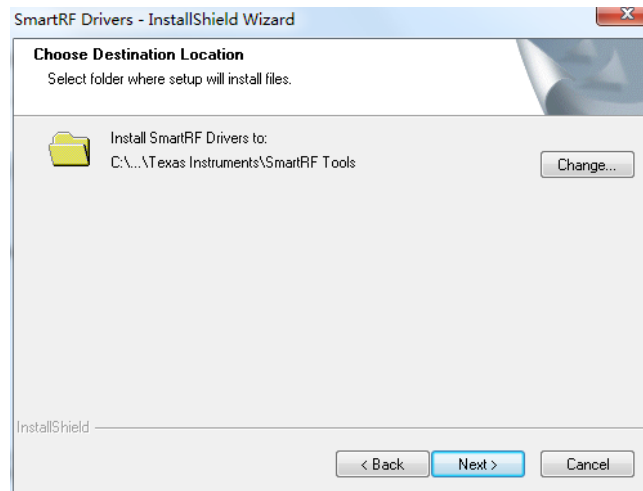 SmartRF Drivers - InstallShield Wizard
Choose Destination Location
Select folder where setup will install files.
Install SmartRF Drivers to:
C:\...\Texas Instruments\SmartRF Tools
Change...
InstallShield
< Back
Next >
Cancel